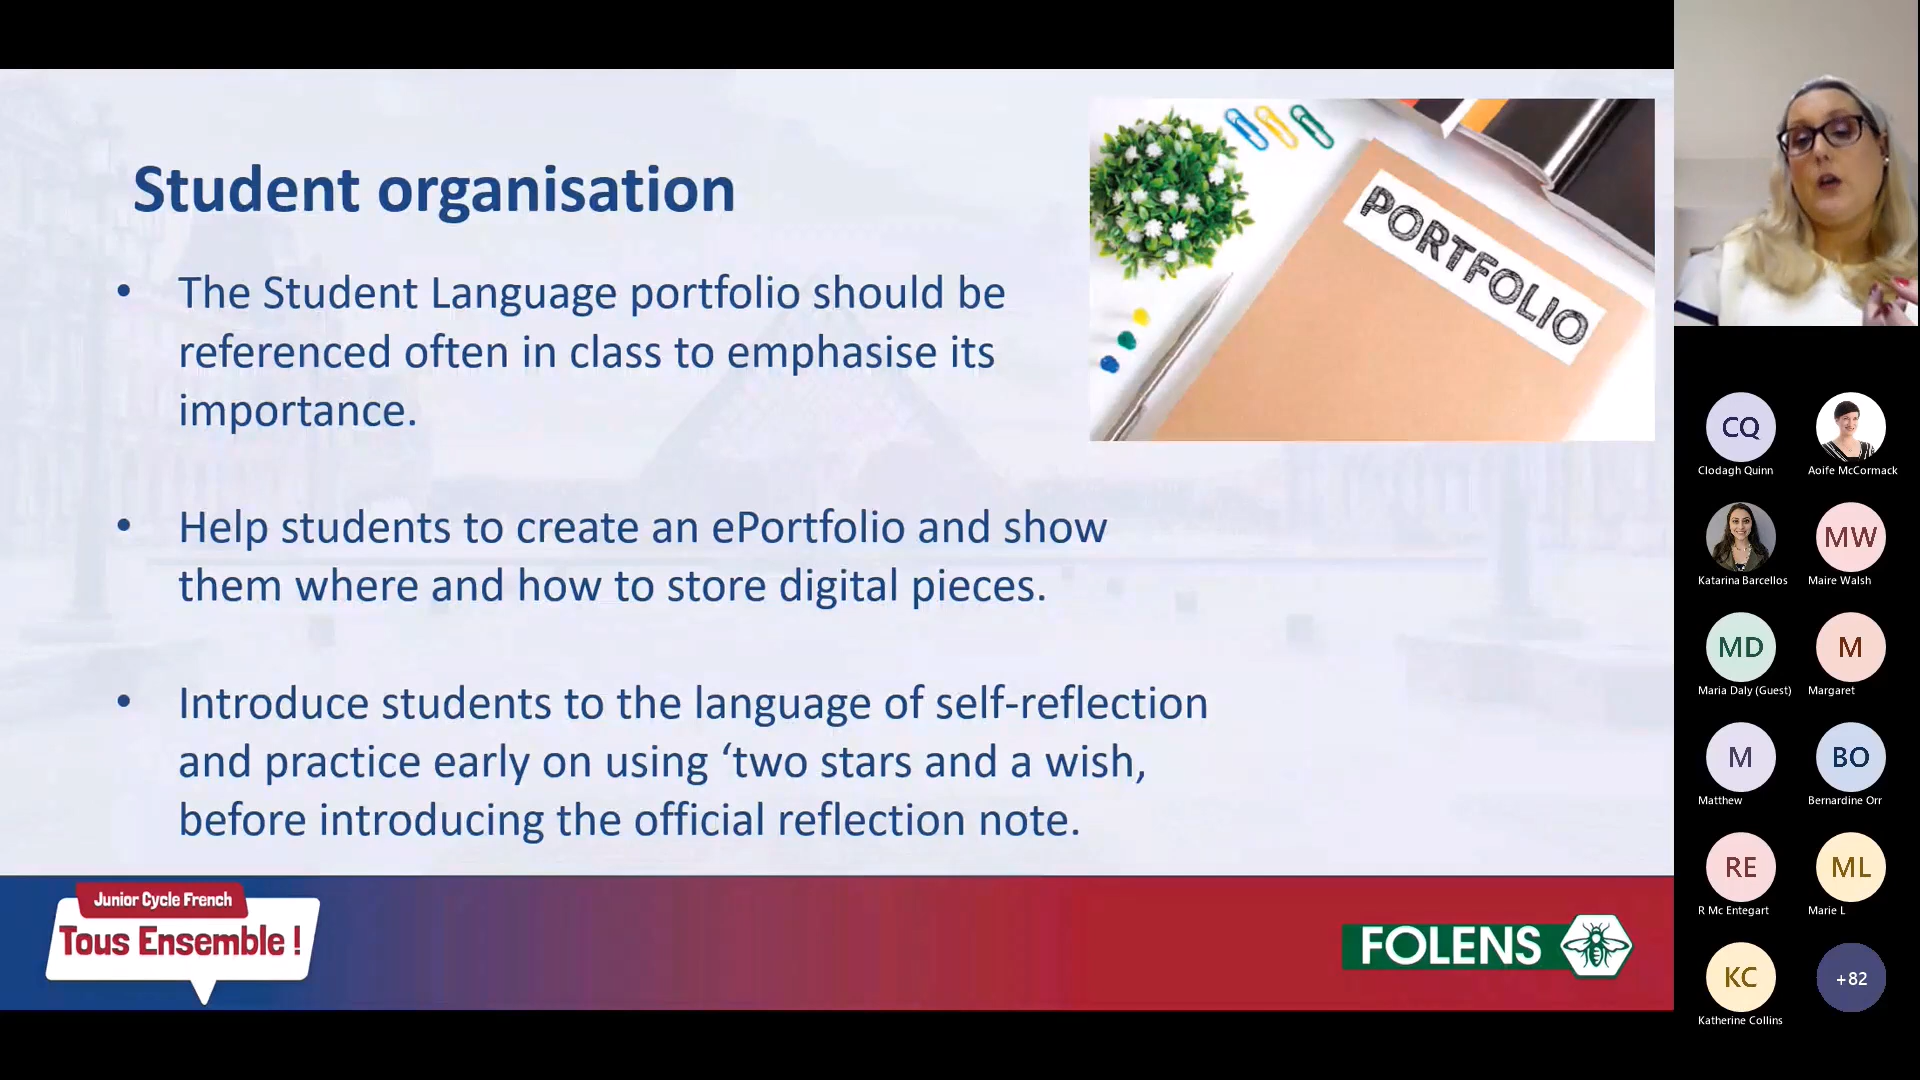 Student organisation
• The Student Language portfolio should be
referenced often in class to emphasise its
importance.
• Help students to create an ePortfolio and show
them where and how to store digital pieces.
• Introduce students to the language of self-reflection
and practice early on using ‘two stars and a wish,
before introducing the official reflection note.
PORTFOLIO
Junior Cycle French
Tous Ensemble !
FOLENS
CQ
Clodagh Quinn
Aoife McCormack
Katarina Barcellos
MW
Maire Walsh
MD
Maria Daly (Guest)
M
Margaret
M
Matthew
BO
Bernardine Orr
RE
R Mc Entegart
ML
Marie L
KC
Katherine Collins
+82